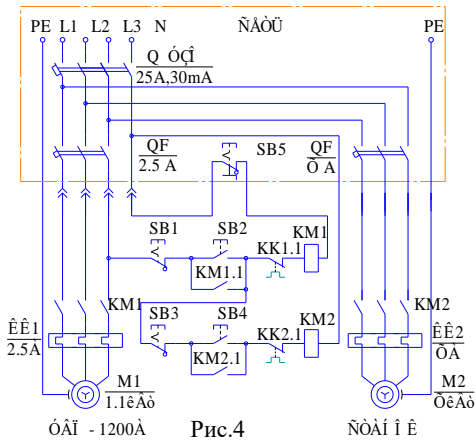 PE L1 L2 L3 N ÑÅÒÜ PE
Q ÓÇÎ
25A,30mA
QF
2.5 A
SB5
QF
Õ A
SB1 SB2 KK1.1 KM1
KM1.1
KM1 SB3 SB4 KK2.1 KM2 KM2
KM2.1
ÊÊ1
2.5A
ÊÊ2
ÕA
M1
1.1êÂò
M2
Õêâò
ÓÂÏ - 1200À Рис.4 ÑÒÀÍ Î Ê